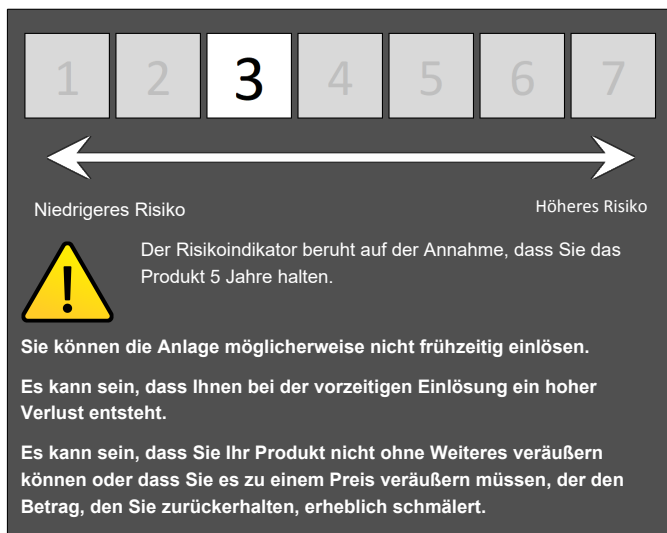 1 2 3 4 5 6 7
Niedrigeres Risiko Höheres Risiko
Der Risikoindikator beruht auf der Annahme, dass Sie das
Produkt 5 Jahre halten.
Sie können die Anlage möglicherweise nicht frühzeitig einlösen.
Es kann sein, dass Ihnen bei der vorzeitigen Einlösung ein hoher
Verlust entsteht.
Es kann sein, dass Sie Ihr Produkt nicht ohne Weiteres veräußern
können oder dass Sie es zu einem Preis veräußern müssen, der den
Betrag, den Sie zurückerhalten, erheblich schmälert.